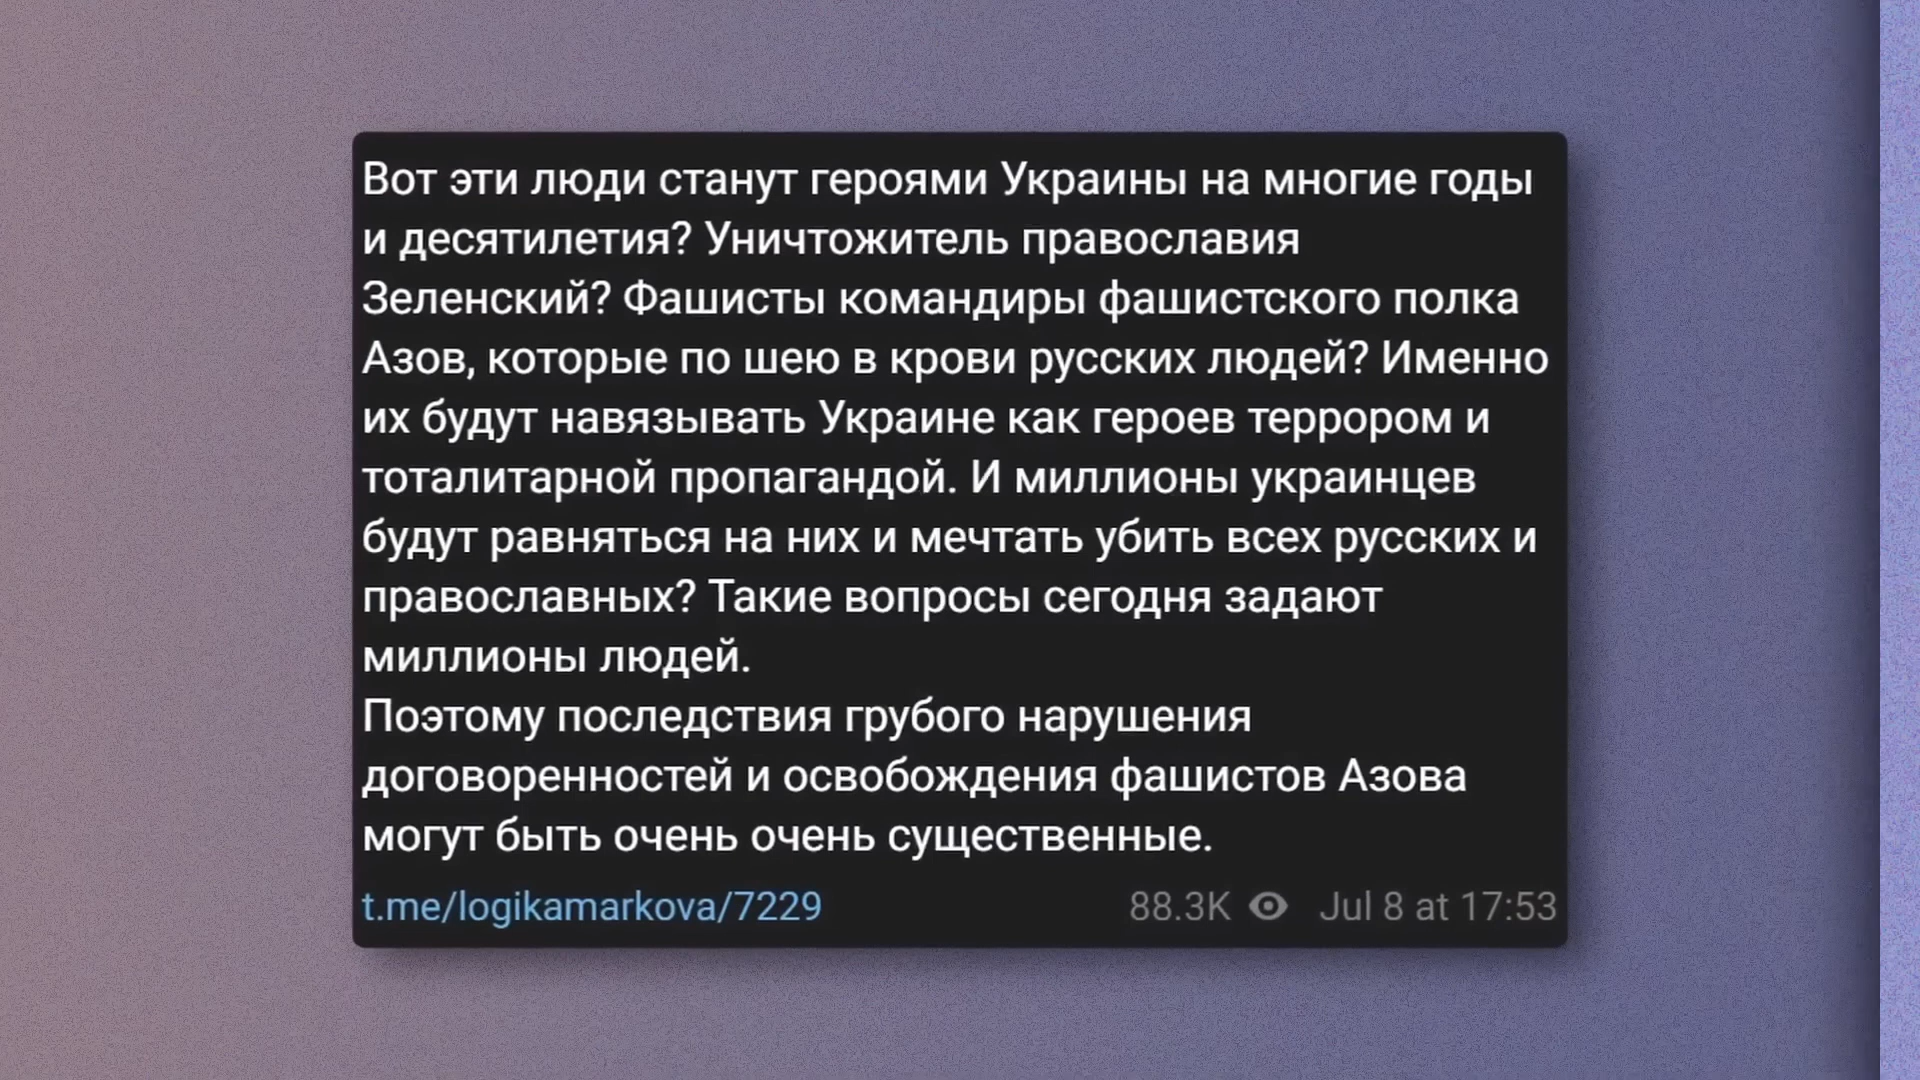 Вот эти люди станут героями Украины на многие годы
и десятилетия? Уничтожитель православия
Зеленский? Фашисты командиры фашистского полка
Азов, которые по шею в крови русских людей? Именно
их будут навязывать Украине как героев террором и
тоталитарной пропагандой. И миллионы украинцев
будут равняться на них и мечтать убить всех русских и
православных? Такие вопросы сегодня задают
миллионы людей.
Поэтому последствия грубого нарушения
договоренностей и освобождения фашистов Азова
могут быть очень очень существенные.
t.me/logikamarkova/7229 88.3K Jul 8 at 17:53